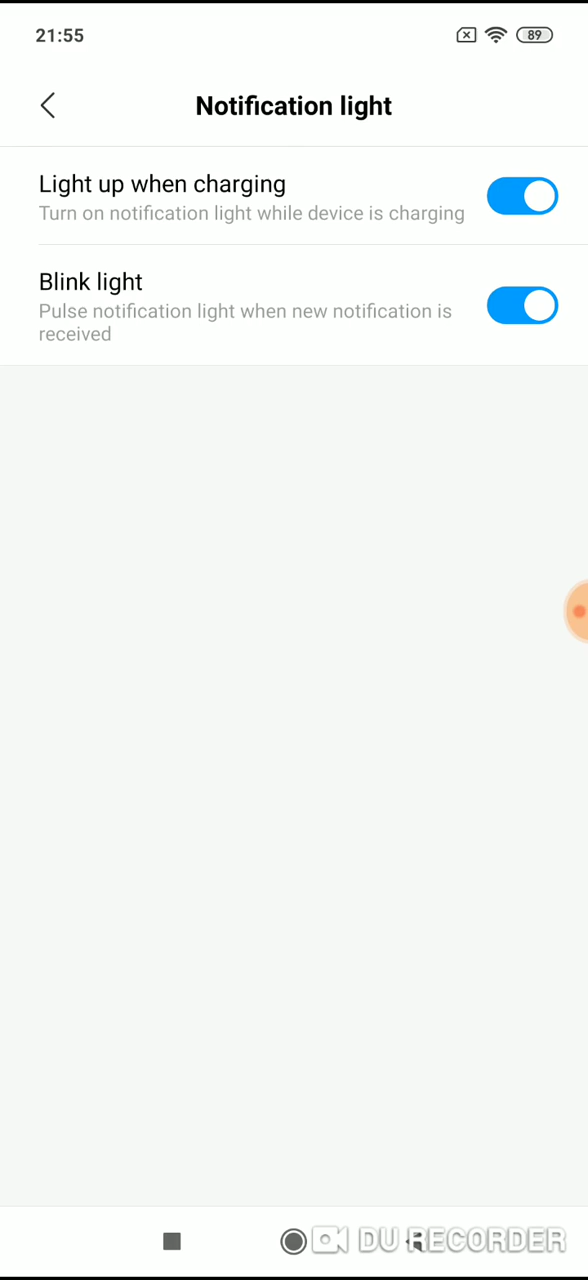 21:55
89
Notification light
Light up when charging
Turn on notification light while device is charging
Blink light
Pulse notification light when new notification is
received
DU RECORDER